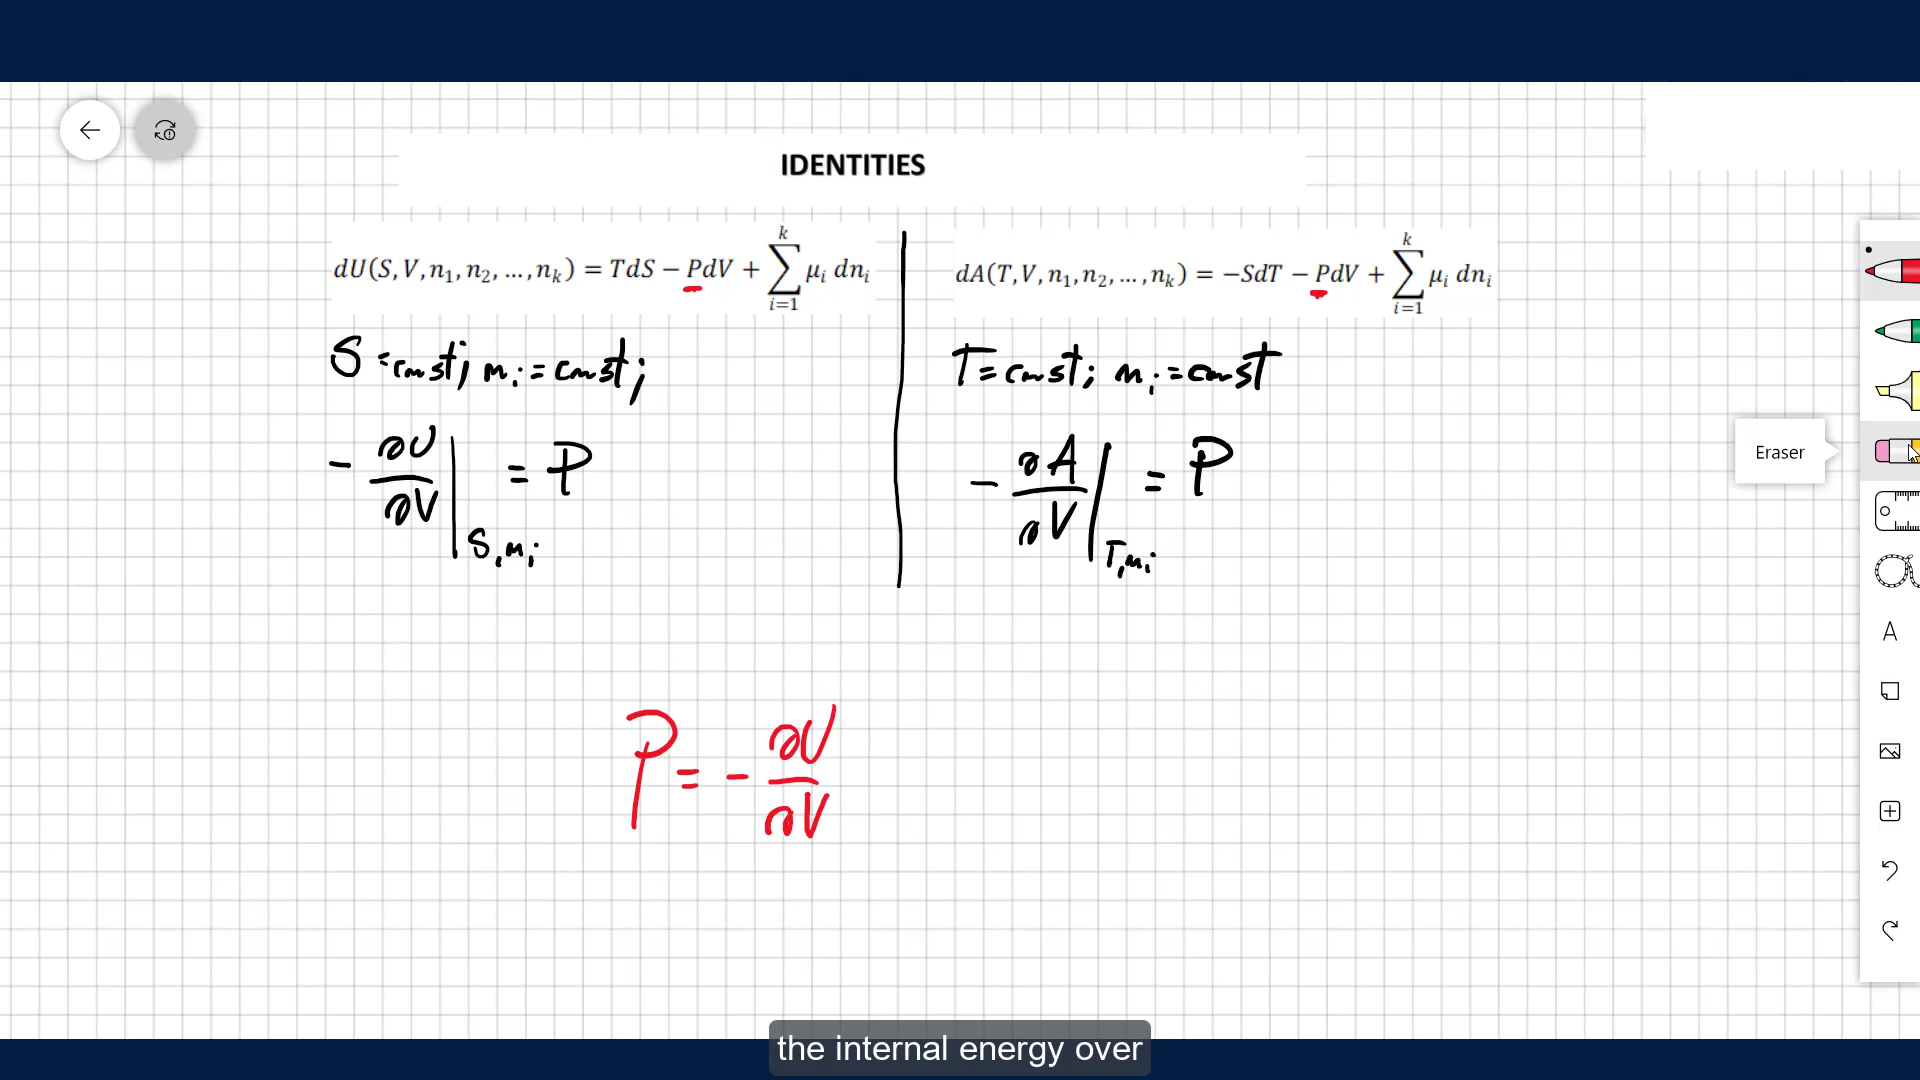 IDENTITIES
dU(S, V, n₁, n₂, …, nₖ) = TdS − PdV + ∑ᵢ₌₁ᵏ μᵢ dnᵢ
S = const; nᵢ = const;
− ∂U/∂V |S,nᵢ = P
dA(T, V, n₁, n₂, …, nₖ) = −SdT − PdV + ∑ᵢ₌₁ᵏ μᵢ dnᵢ
T = const; nᵢ = const
− ∂A/∂V |T,nᵢ = P
P = − ∂U/∂V
Eraser
the internal energy over